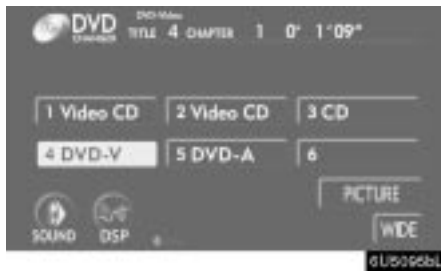 DVD-Video
DVD CHANGER TITLE 4 CHAPTER 1 0' 1'09"
1 Video CD 2 Video CD 3 CD
4 DVD-V 5 DVD-A 6
PICTURE
SOUND DSP WIDE